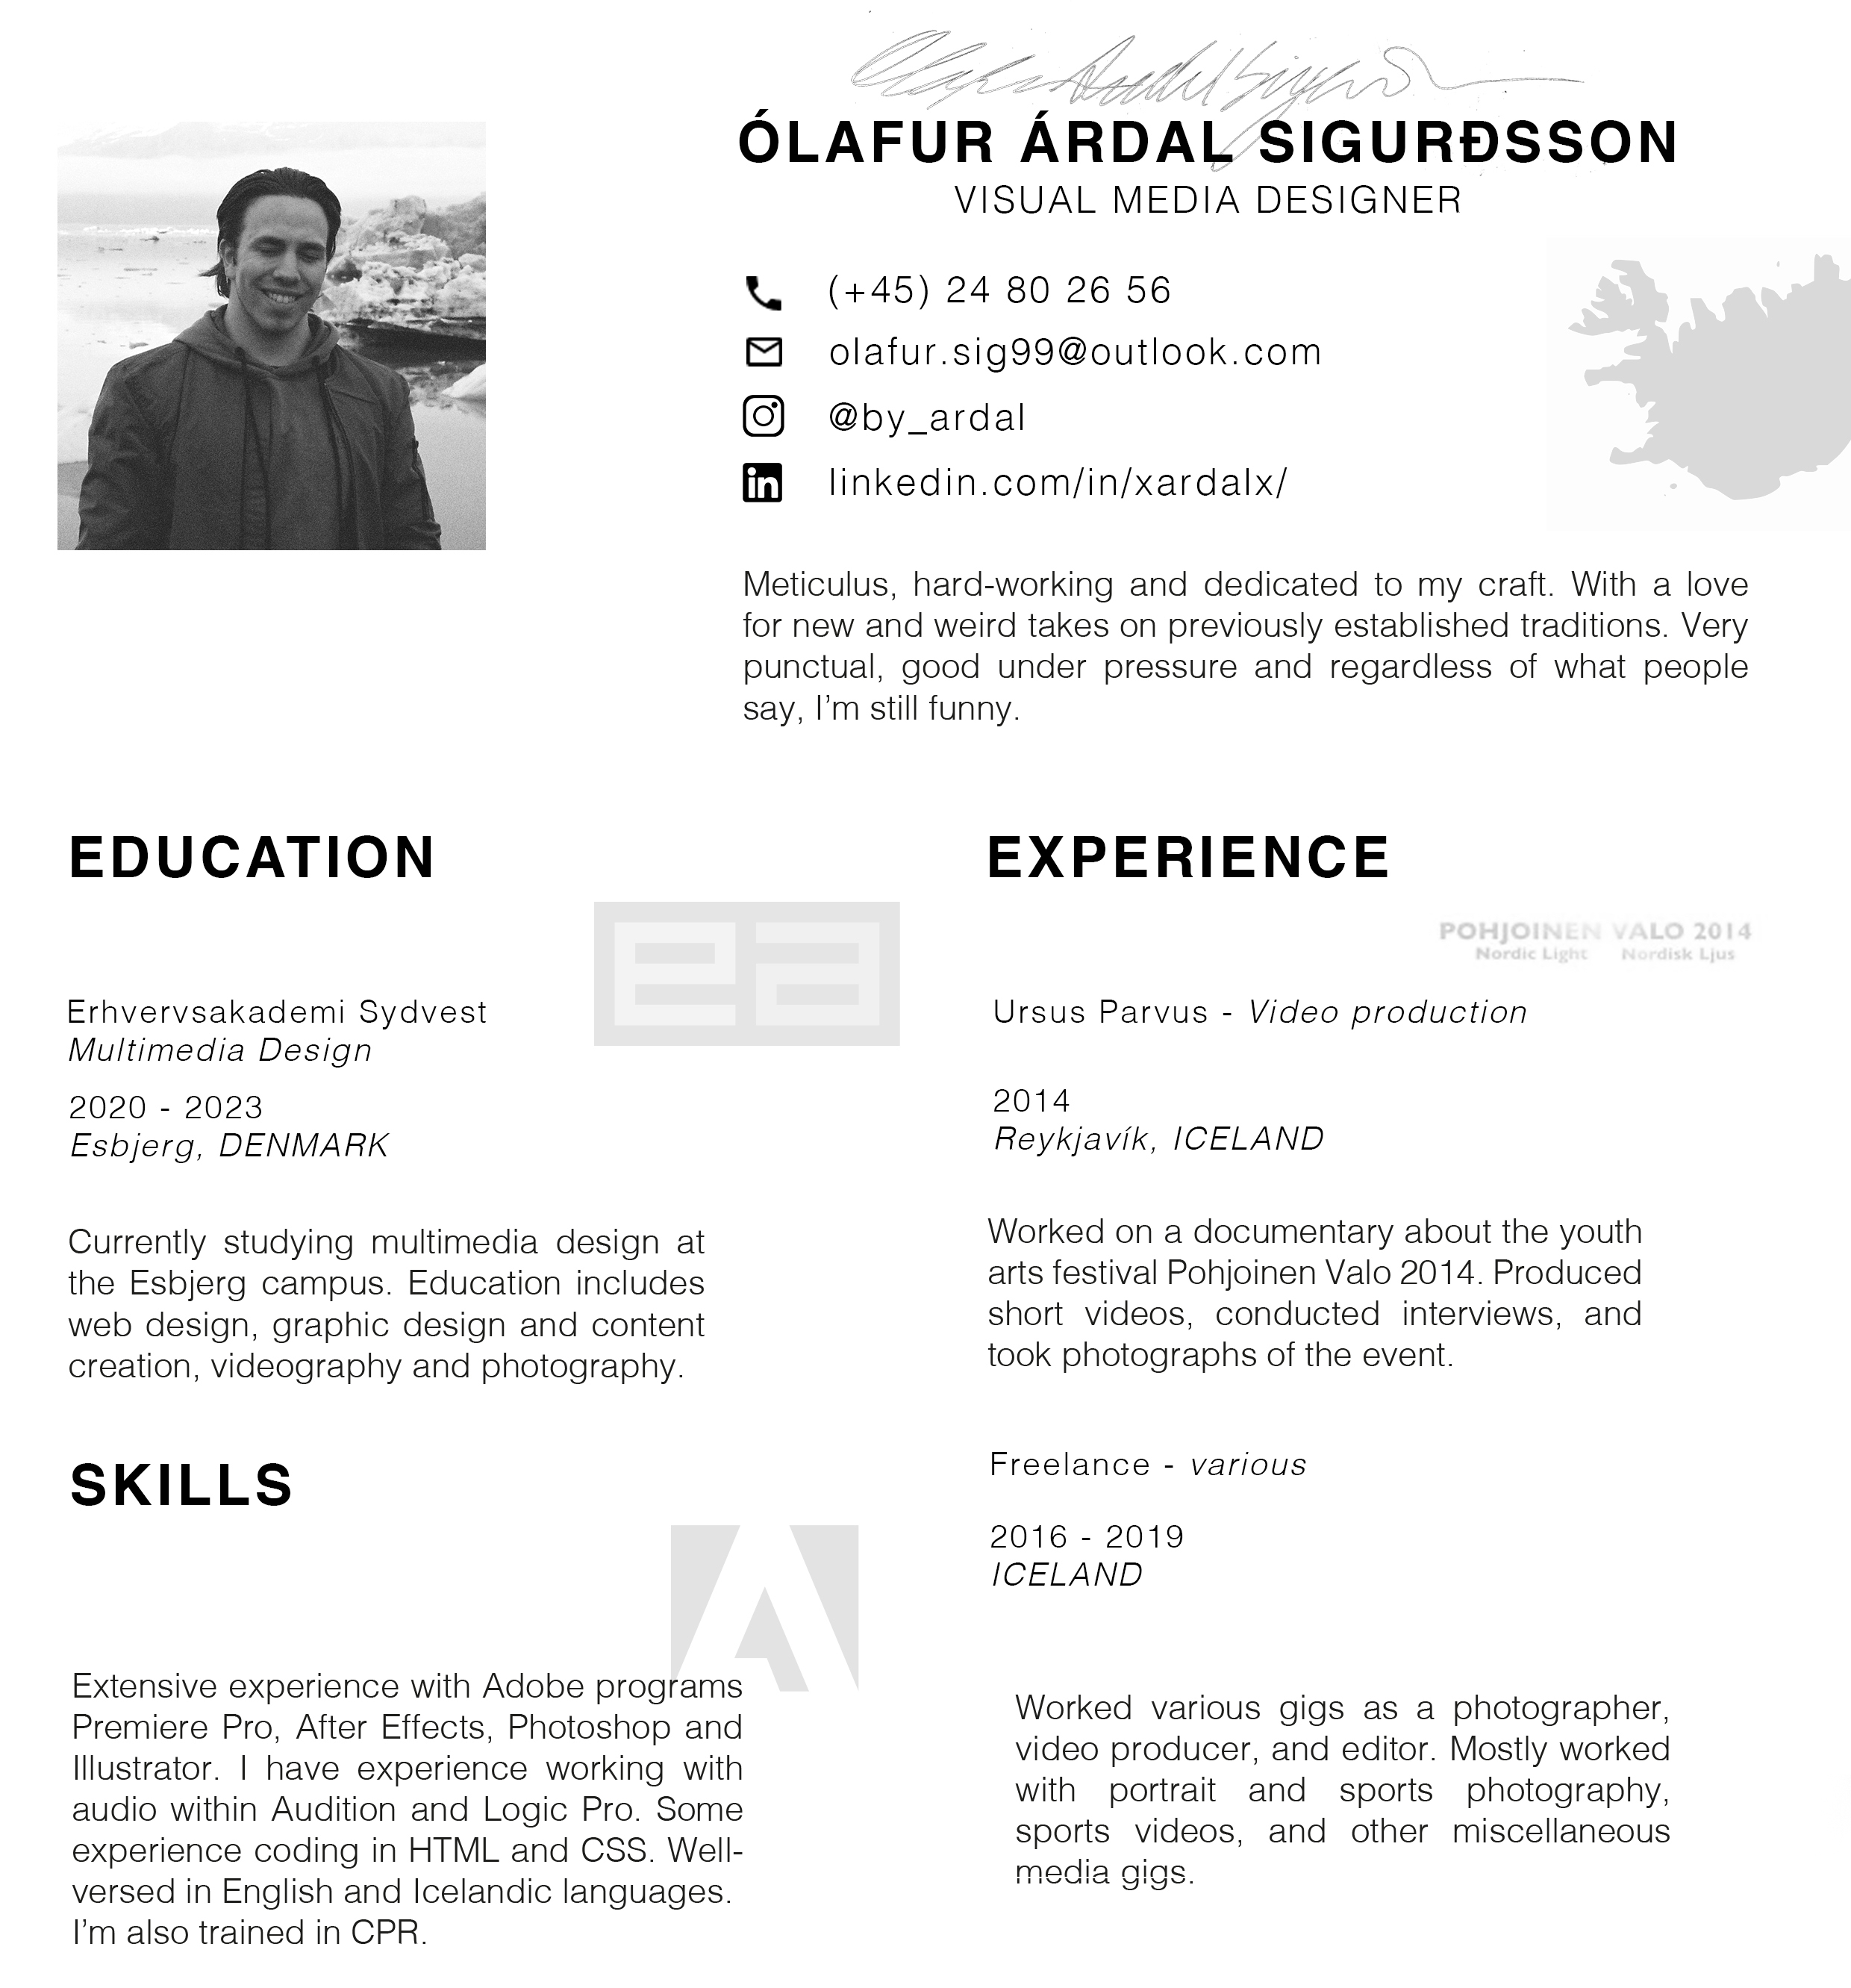 Olafur Ardal Sigurðsson
ÓLAFUR ÁRDAL SIGURÐSSON
VISUAL MEDIA DESIGNER
(+45) 24 80 26 56
olafur.sig99@outlook.com
@by_ardal
in
linkedin.com/in/xardalx/
Meticulus, hard-working and dedicated to my craft. With a love
for new and weird takes on previously established traditions. Very
punctual, good under pressure and regardless of what people
say, I'm still funny.
EDUCATION
ea
Erhvervsakademi Sydvest
Multimedia Design
2020 - 2023
Esbjerg, DENMARK
Currently studying multimedia design at
the Esbjerg campus. Education includes
web design, graphic design and content
creation, videography and photography.
SKILLS
Extensive experience with Adobe programs
Premiere Pro, After Effects, Photoshop and
Illustrator. I have experience working with
audio within Audition and Logic Pro. Some
experience coding in HTML and CSS. Well-
versed in English and Icelandic languages.
I'm also trained in CPR.
EXPERIENCE
POHJOINEN VALO 2014
Nordic Light Nordisk Ljus
Ursus Parvus - Video production
2014
Reykjavík, ICELAND
Worked on a documentary about the youth
arts festival Pohjoinen Valo 2014. Produced
short videos, conducted interviews, and
took photographs of the event.
Freelance - various
2016 - 2019
ICELAND
Worked various gigs as a photographer,
video producer, and editor. Mostly worked
with portrait and sports photography,
sports videos, and other miscellaneous
media gigs.